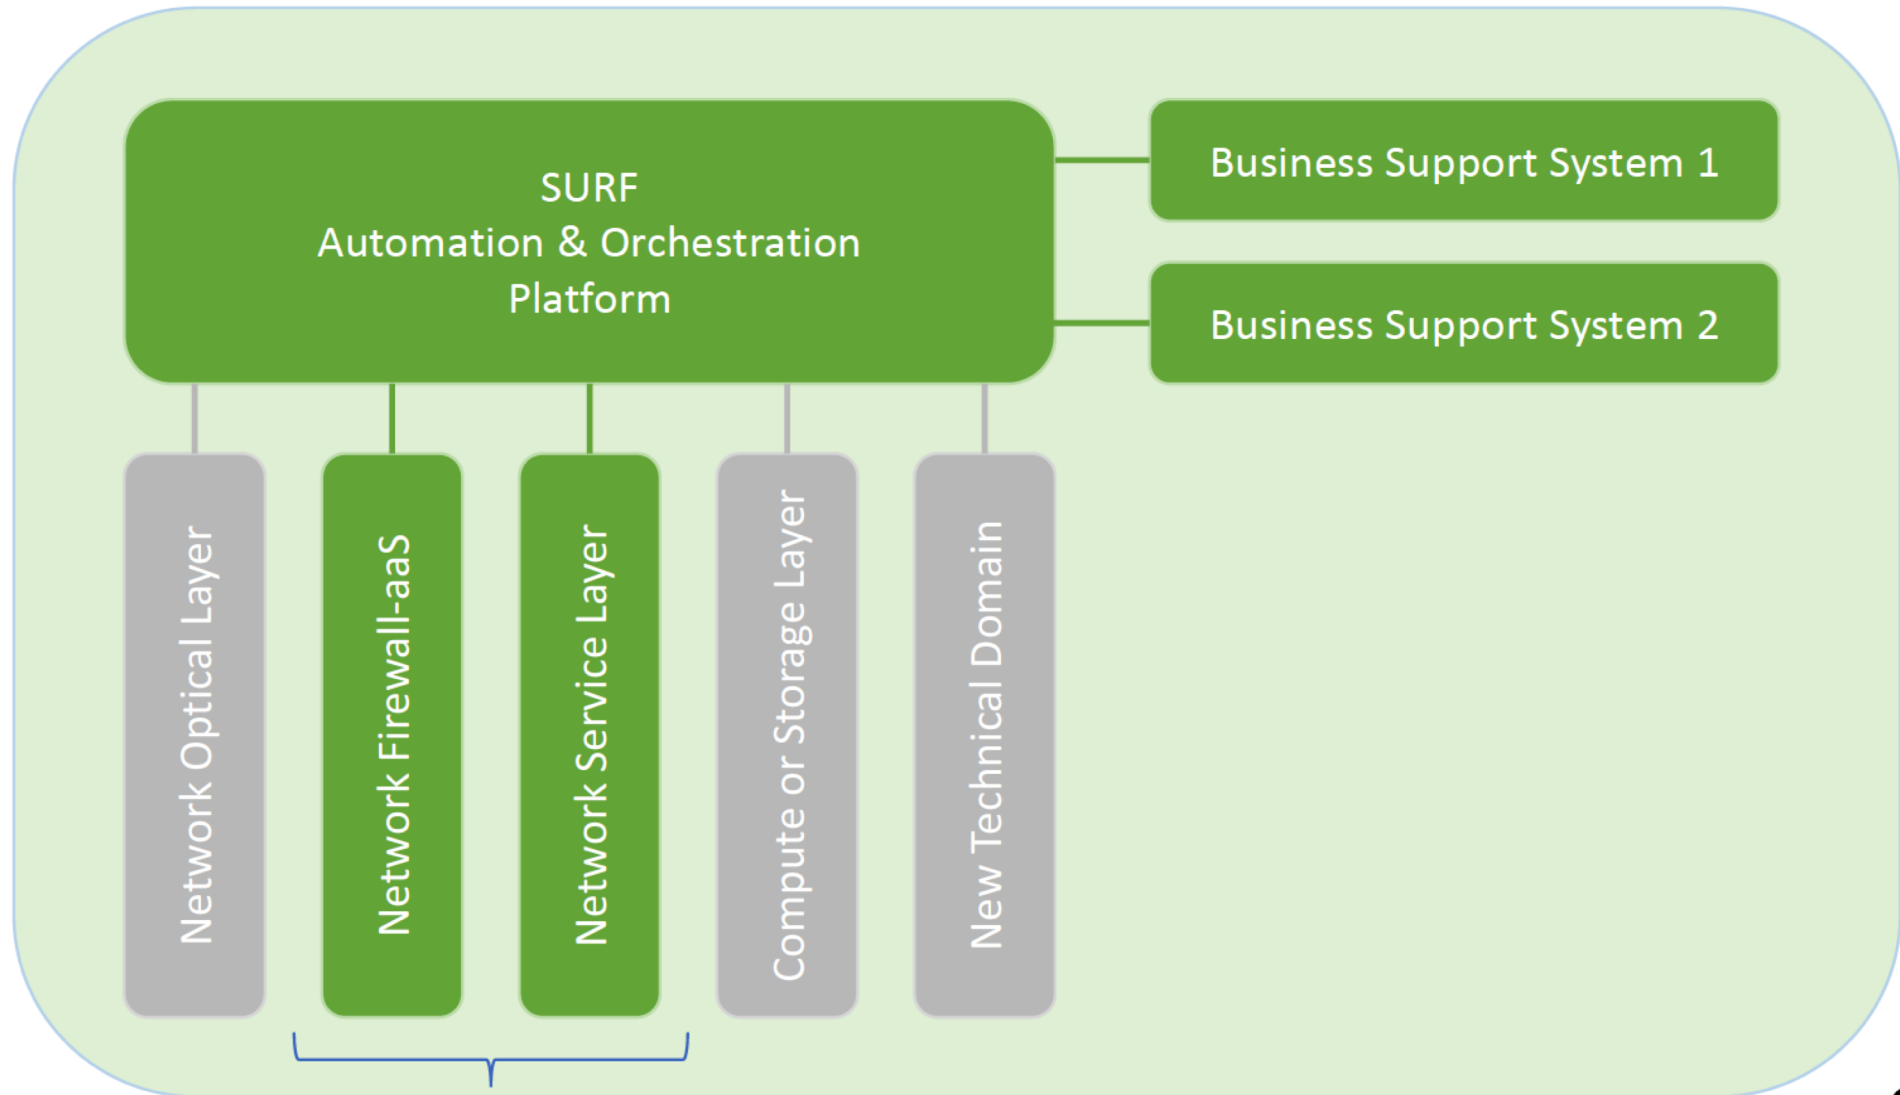 SURF
Automation & Orchestration
Platform
Business Support System 1
Business Support System 2
Network Optical Layer
Network Firewall-aaS
Network Service Layer
Compute or Storage Layer
New Technical Domain